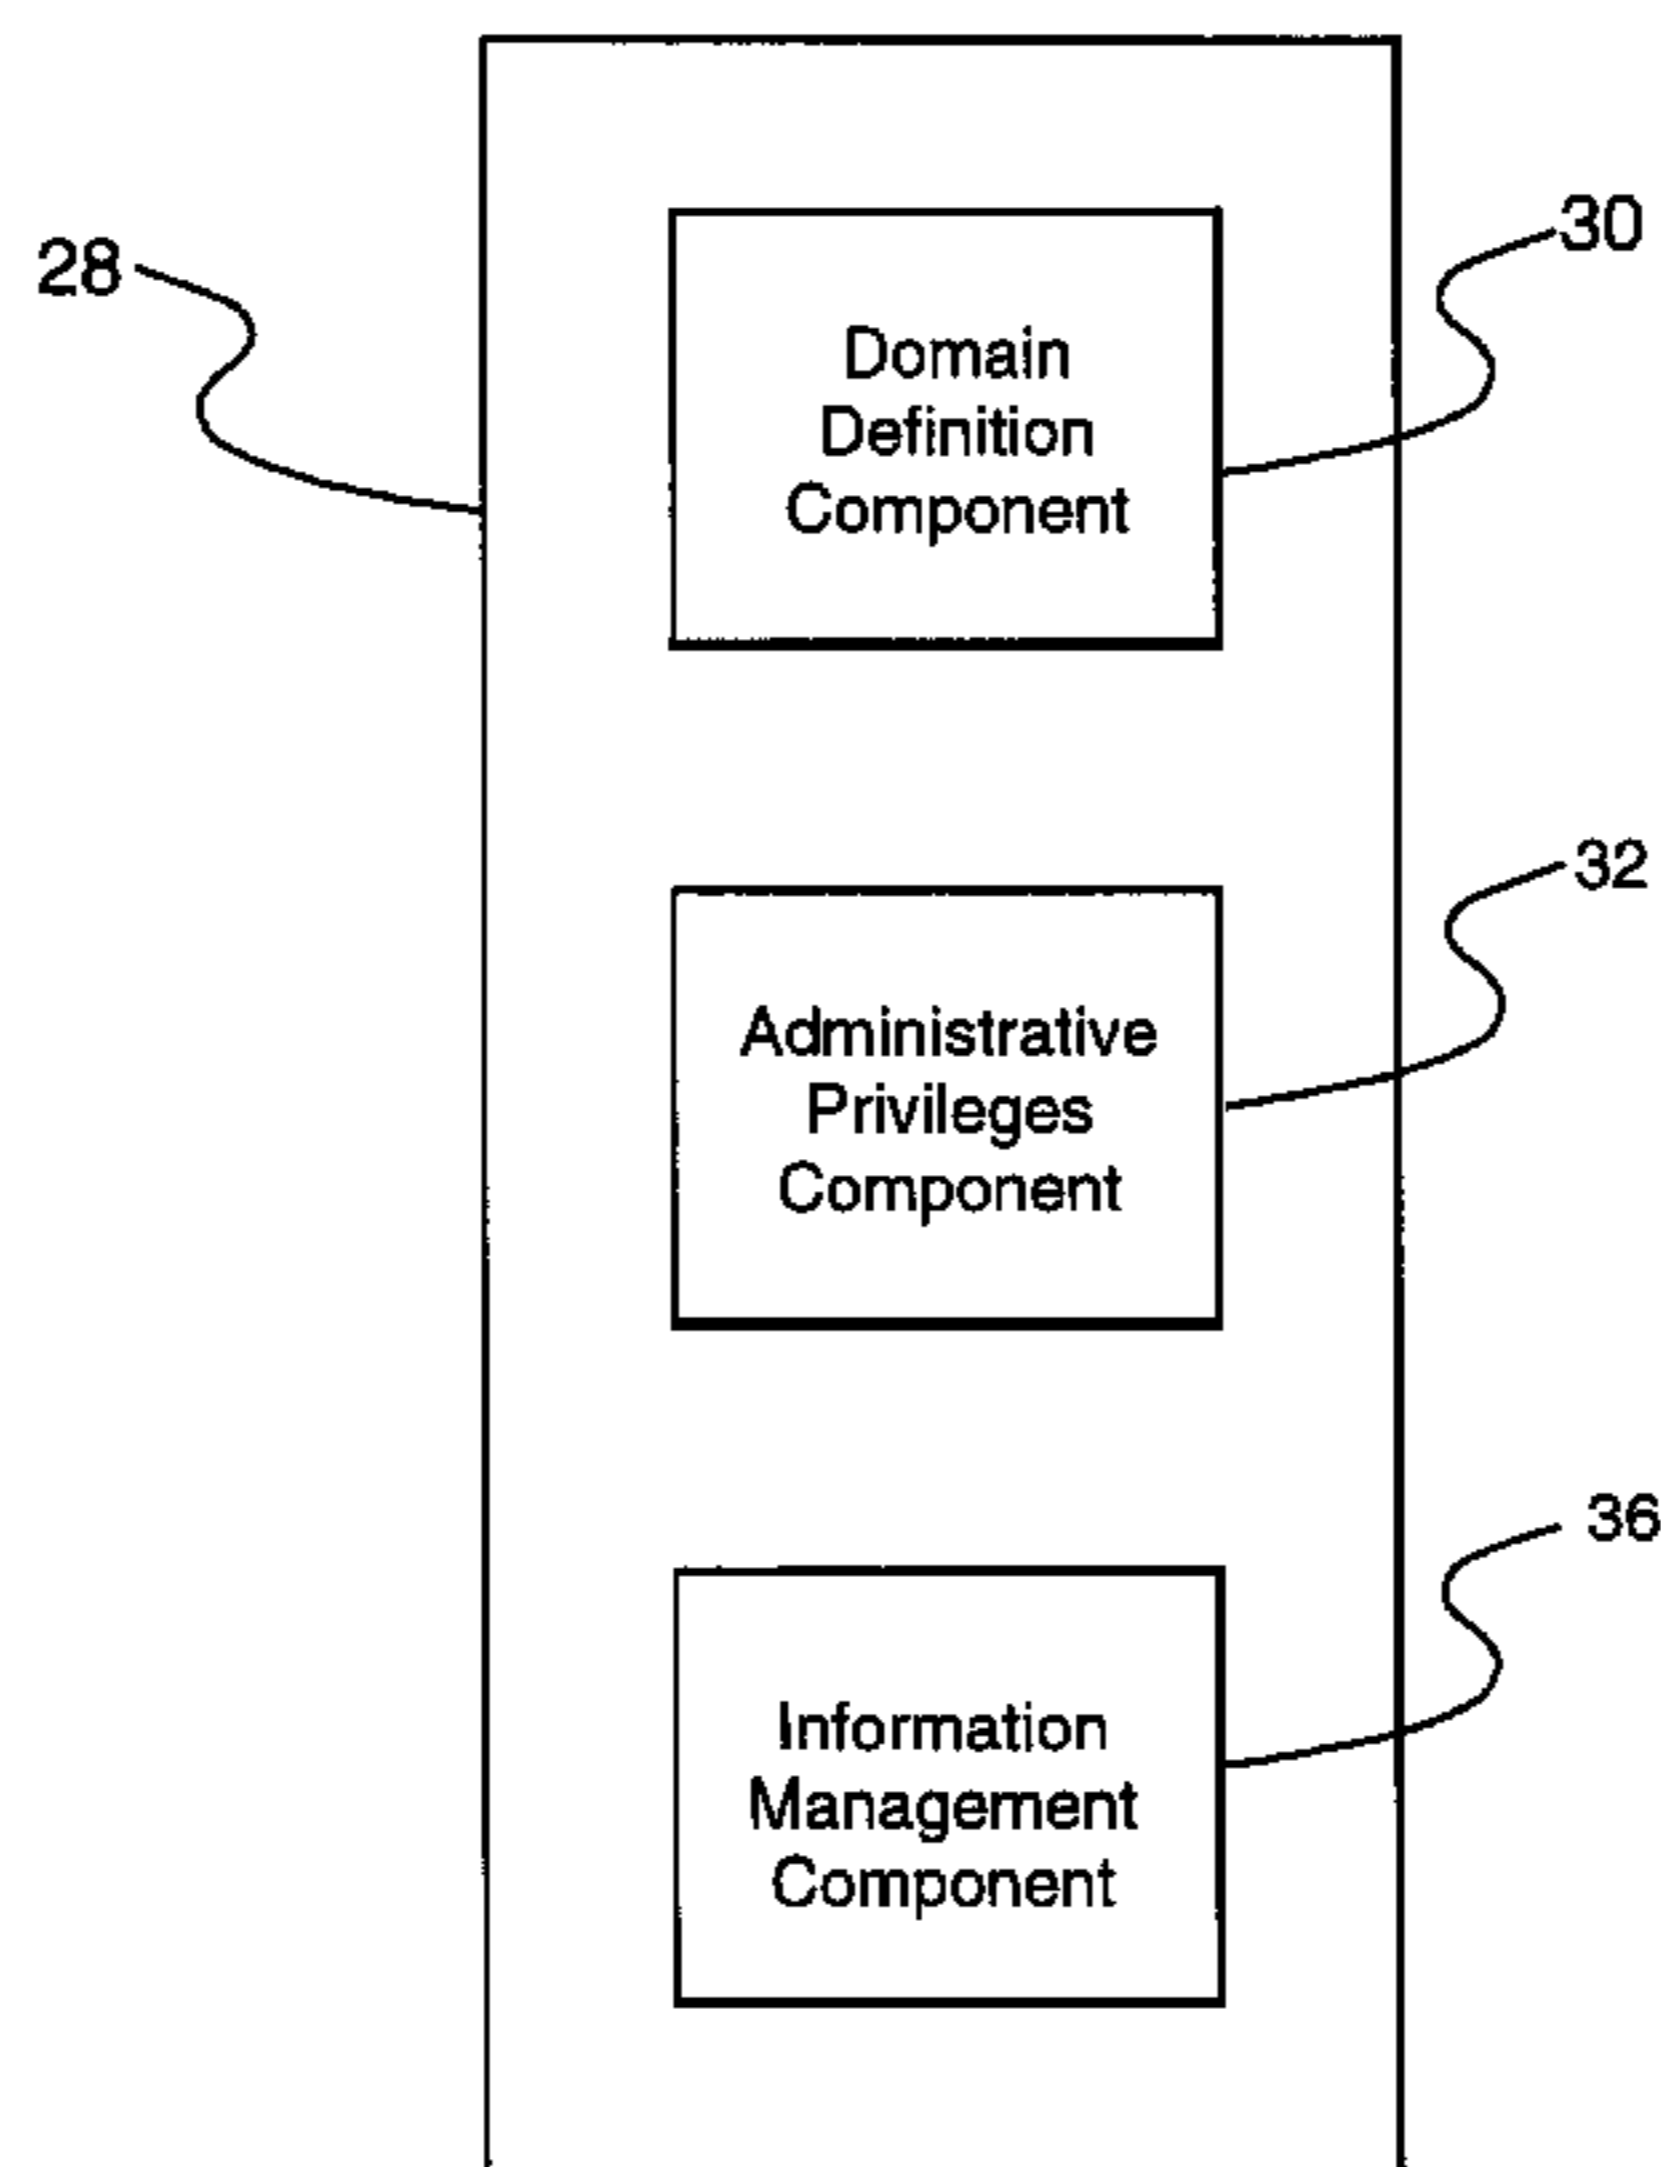 28
30
Domain
Definition
Component
32
Administrative
Privileges
Component
36
Information
Management
Component